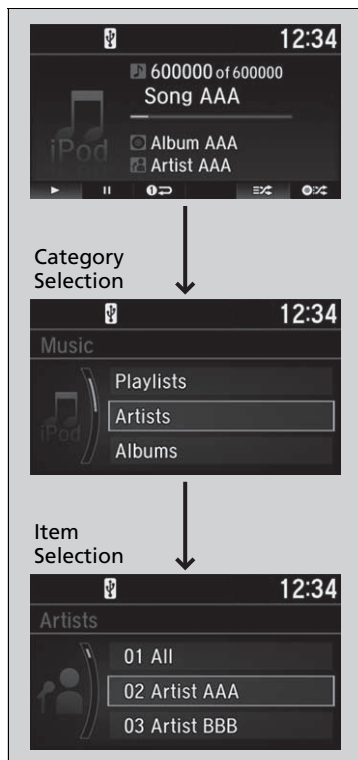 12:34
600000 of 600000
Song AAA
iPod
Album AAA
Artist AAA
Category
Selection
12:34
Music
Playlists
iPod
Artists
Albums
Item
Selection
12:34
Artists
01 All
02 Artist AAA
03 Artist BBB